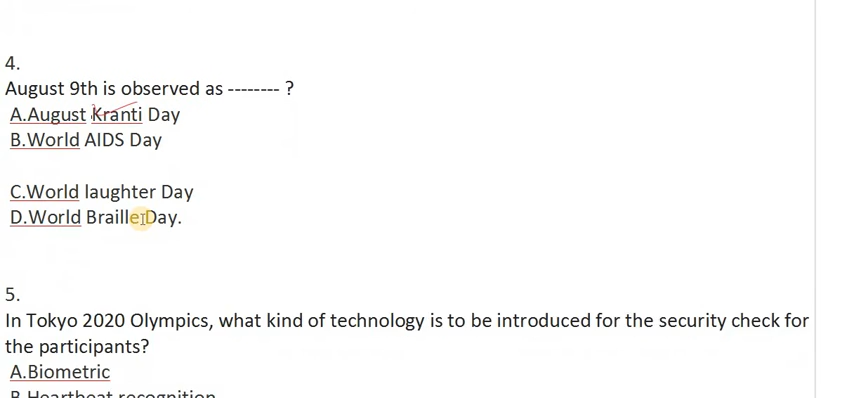 4.
August 9th is observed as -------- ?
A.August Kranti Day
B.World AIDS Day
C.World laughter Day
D.World Braille Day.
5.
In Tokyo 2020 Olympics, what kind of technology is to be introduced for the security check for
the participants?
A.Biometric
B.Heartbeat recognition